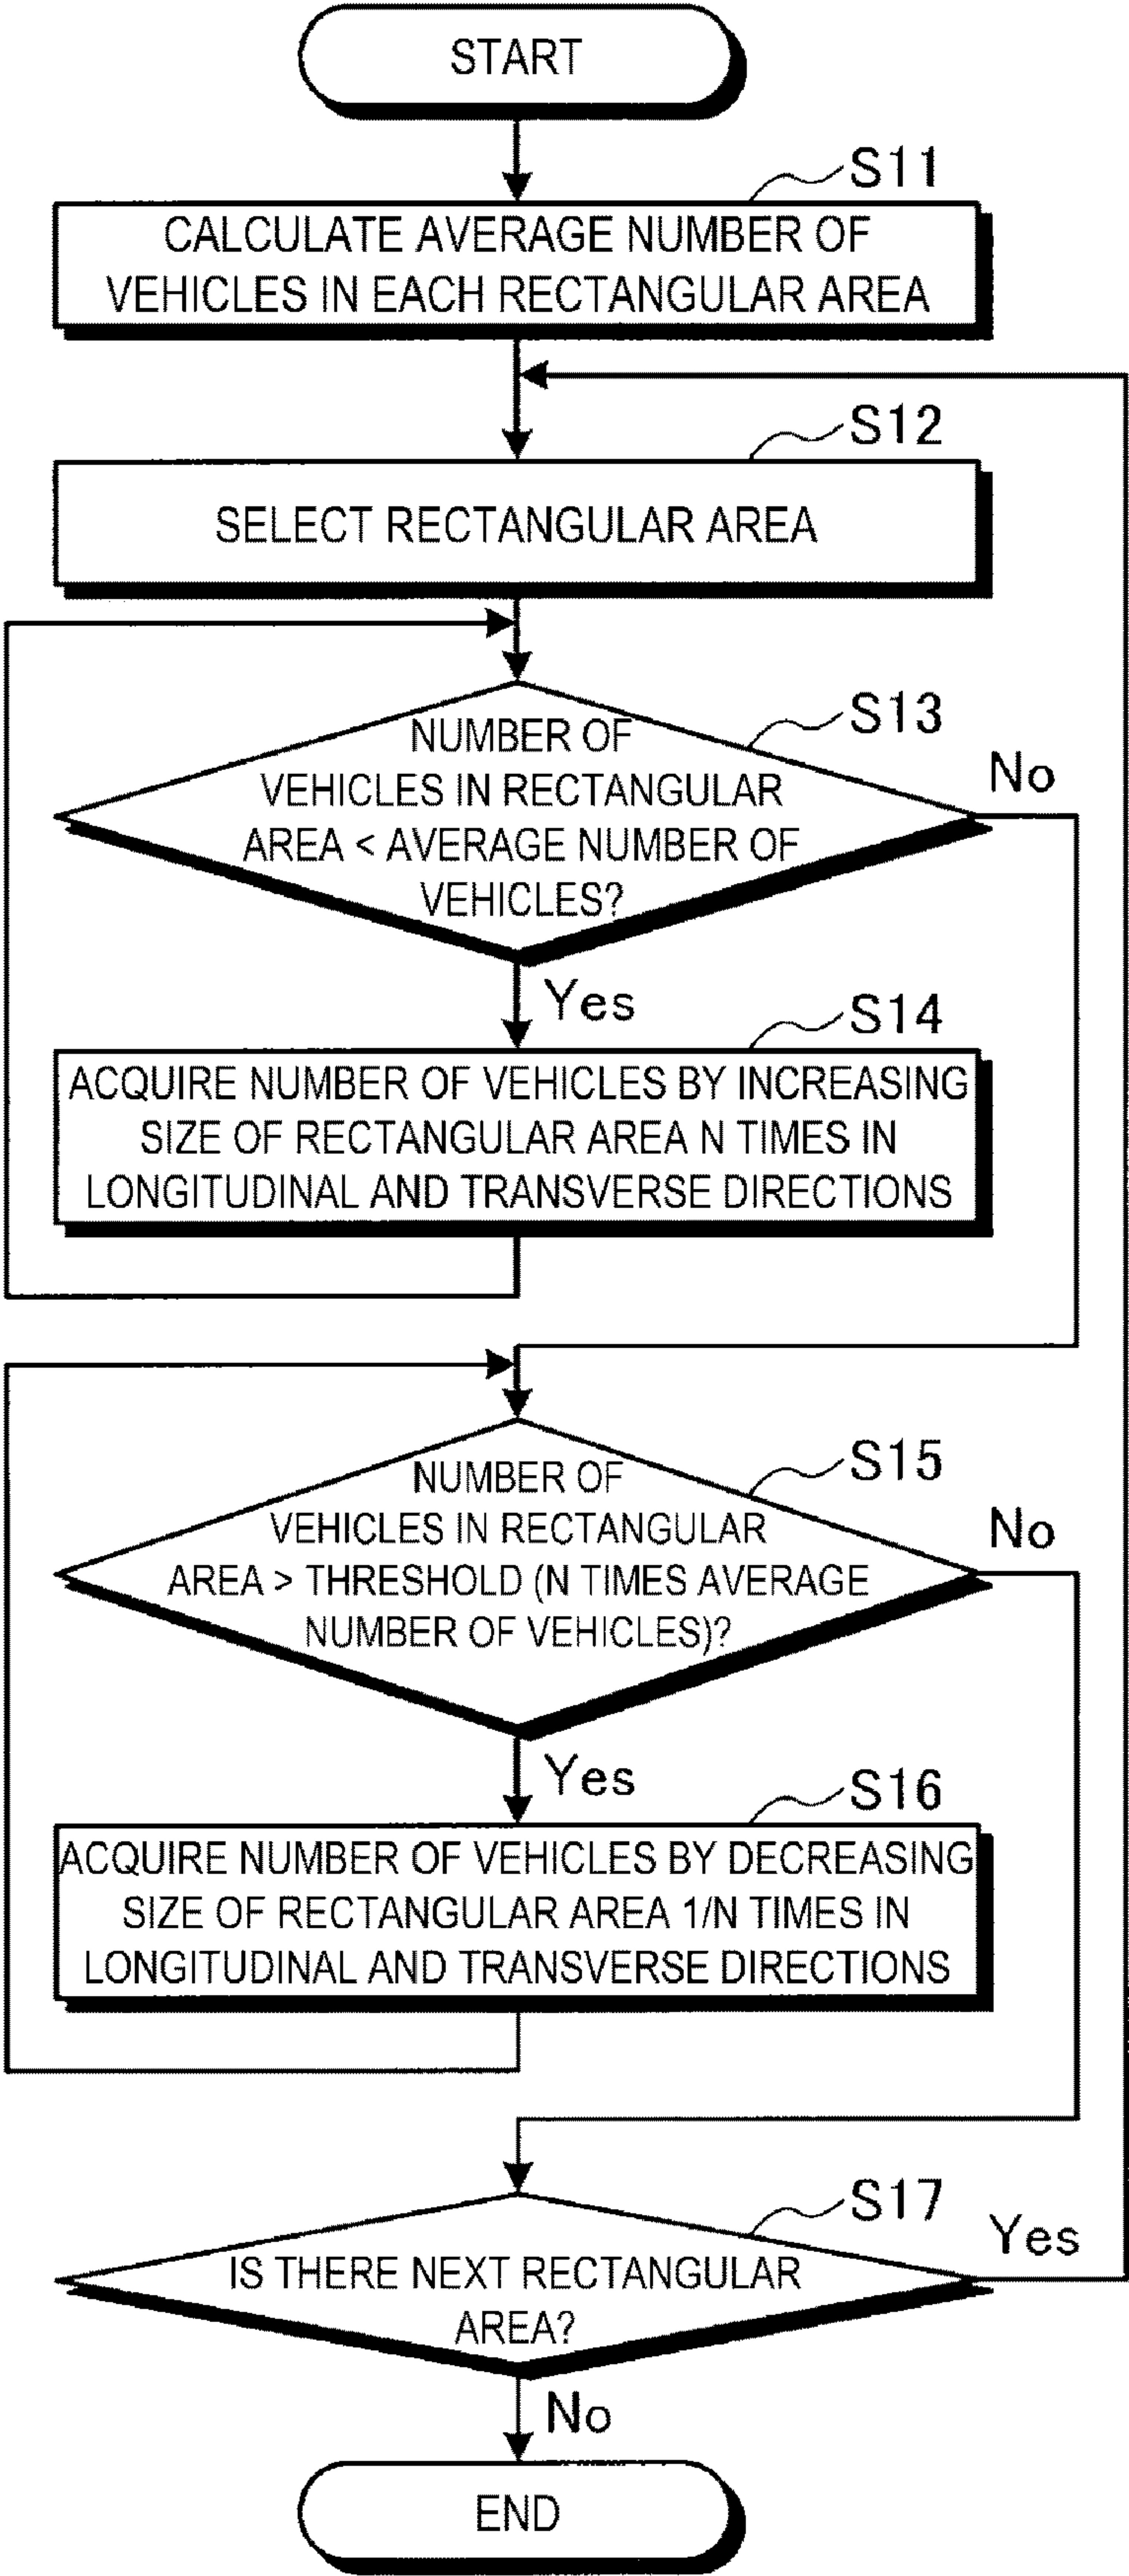 START
S11
CALCULATE AVERAGE NUMBER OF
VEHICLES IN EACH RECTANGULAR AREA
S12
SELECT RECTANGULAR AREA
S13
NUMBER OF
VEHICLES IN RECTANGULAR
AREA < AVERAGE NUMBER OF
VEHICLES?
No
Yes
S14
ACQUIRE NUMBER OF VEHICLES BY INCREASING
SIZE OF RECTANGULAR AREA N TIMES IN
LONGITUDINAL AND TRANSVERSE DIRECTIONS
S15
NUMBER OF
VEHICLES IN RECTANGULAR
AREA > THRESHOLD (N TIMES AVERAGE
NUMBER OF VEHICLES)?
No
Yes
S16
ACQUIRE NUMBER OF VEHICLES BY DECREASING
SIZE OF RECTANGULAR AREA 1/N TIMES IN
LONGITUDINAL AND TRANSVERSE DIRECTIONS
S17
IS THERE NEXT RECTANGULAR
AREA?
Yes
No
END